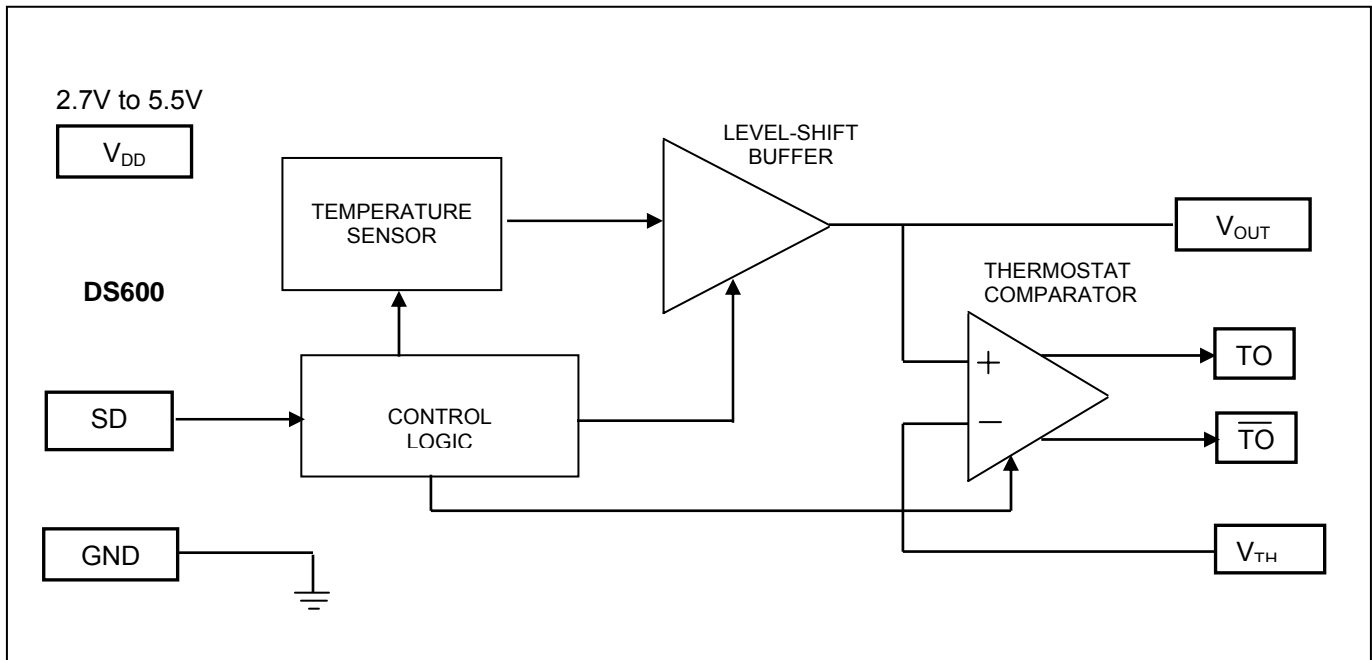 2.7V to 5.5V
VDD
LEVEL-SHIFT
BUFFER
TEMPERATURE
SENSOR
VOUT
DS600
THERMOSTAT
COMPARATOR
+
TO
SD
CONTROL
LOGIC
−
TO
GND
VTH